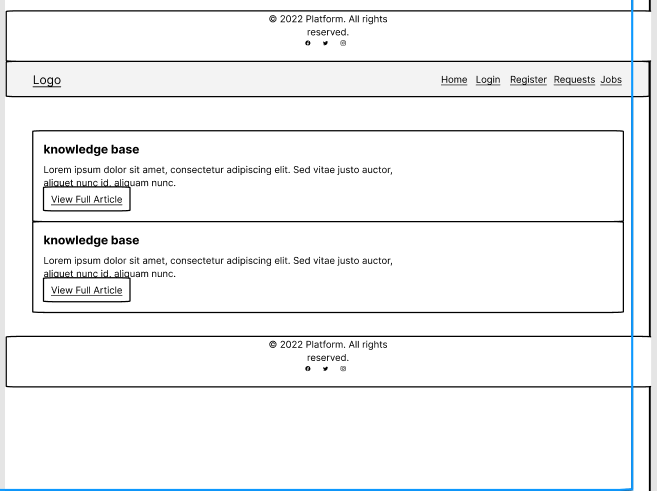 © 2022 Platform. All rights
reserved.
Logo Home Login Register Requests Jobs
knowledge base
Lorem ipsum dolor sit amet, consectetur adipiscing elit. Sed vitae justo auctor,
aliquet nunc id, aliquam nunc.
View Full Article
knowledge base
Lorem ipsum dolor sit amet, consectetur adipiscing elit. Sed vitae justo auctor,
aliquet nunc id, aliquam nunc.
View Full Article
© 2022 Platform. All rights
reserved.